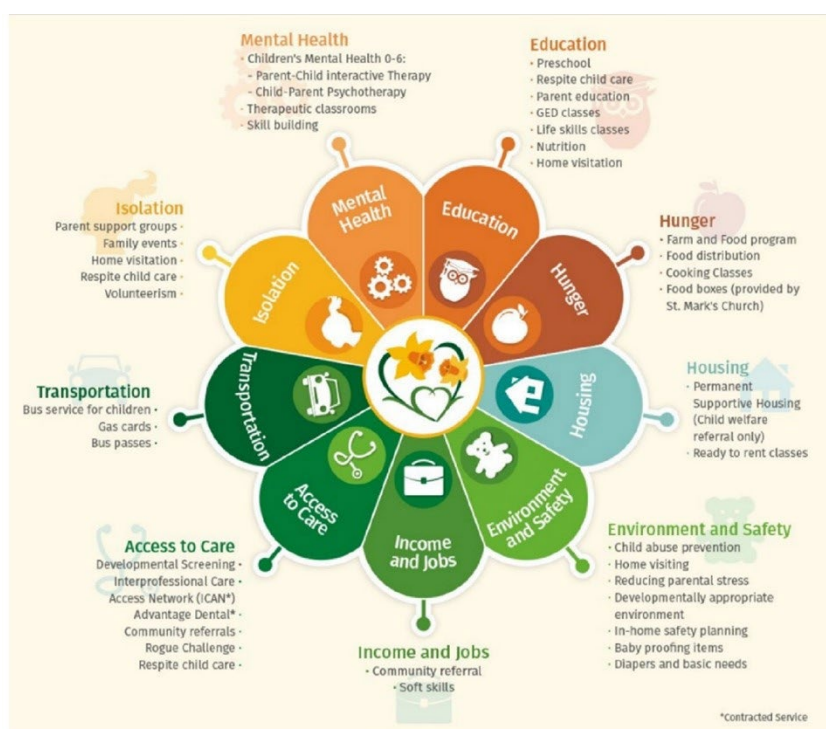 Mental Health
· Children's Mental Health 0-6:
- Parent-Child interactive Therapy
- Child-Parent Psychotherapy
· Therapeutic classrooms
· Skill building
Education
· Preschool
· Respite child care
· Parent education
· GED classes
· Life skills classes
· Nutrition
· Home visitation
Isolation
Parent support groups ·
Family events ·
Home visitation ·
Respite child care ·
Volunteerism ·
Hunger
· Farm and Food program
· Food distribution
· Cooking Classes
· Food boxes (provided by
St. Mark's Church)
Transportation
Bus service for children ·
Gas cards ·
Bus passes ·
Housing
· Permanent
Supportive Housing
(Child welfare
referral only)
· Ready to rent classes
Access to Care
Developmental Screening ·
Interprofessional Care ·
Access Network (ICAN*)
Advantage Dental* ·
Community referrals ·
Rogue Challenge ·
Respite child care ·
Environment and Safety
· Child abuse prevention
· Home visiting
· Reducing parental stress
· Developmentally appropriate
environment
· In-home safety planning
· Baby proofing items
· Diapers and basic needs
Income and Jobs
· Community referral
· Soft skills
Mental
Health
Education
Isolation
Hunger
Transportation
Housing
Access
to Care
Income
and Jobs
Environment
and Safety
*Contracted Service